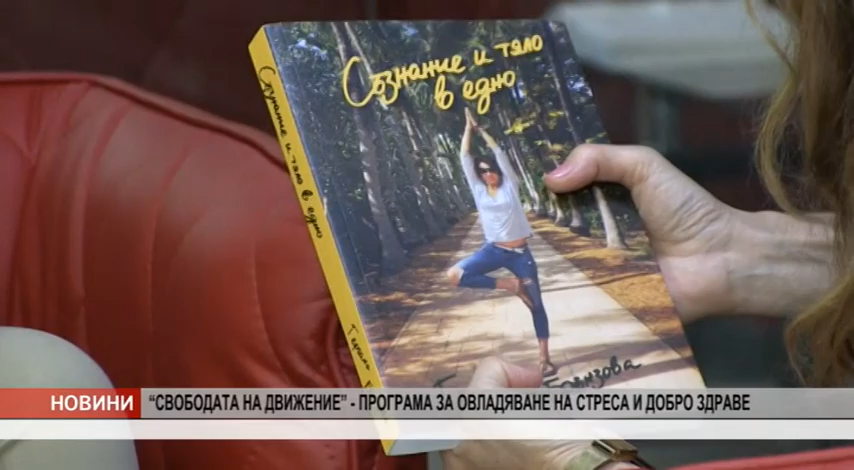 Съзнание и тяло
в едно
Съзнание и тяло в едно
НОВИНИ
"СВОБОДАТА НА ДВИЖЕНИЕ" - ПРОГРАМА ЗА ОВЛАДЯВАНЕ НА СТРЕСА И ДОБРО ЗДРАВЕ